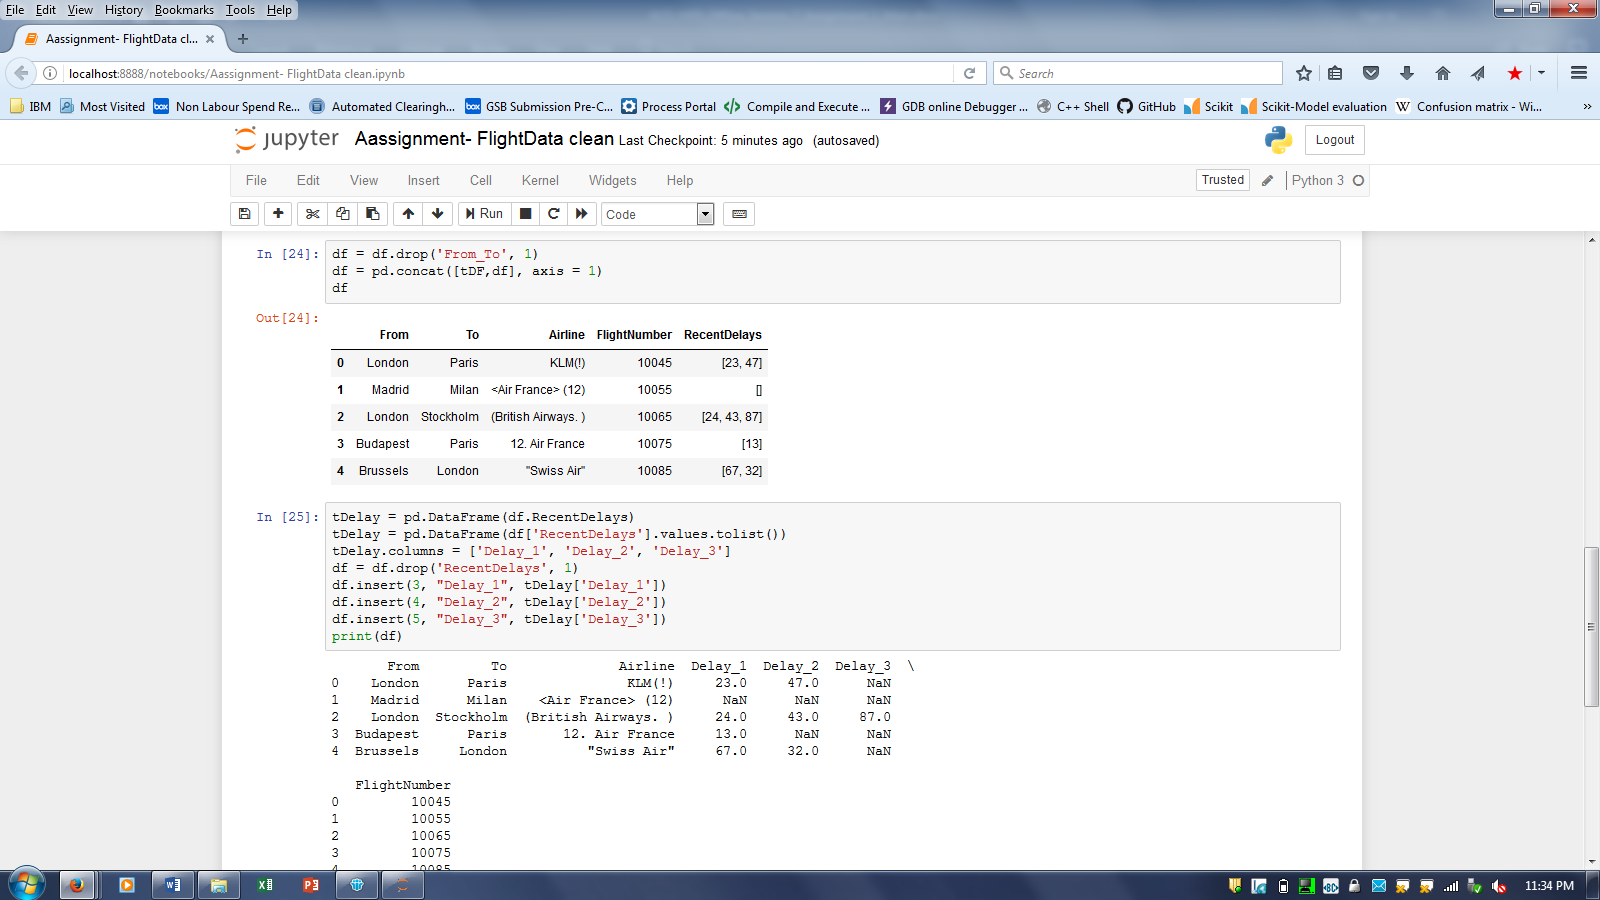 File Edit View History Bookmarks Tools Help
Aassignment- FlightData cl... × +
localhost:8888/notebooks/Aassignment- FlightData clean.ipynb Search
IBM Most Visited Non Labour Spend Re... Automated Clearingh... GSB Submission Pre-C... Process Portal Compile and Execute ... GDB online Debugger ... C++ Shell GitHub Scikit Scikit-Model evaluation Confusion matrix - Wi... »
jupyter Aassignment- FlightData clean Last Checkpoint: 5 minutes ago (autosaved) Logout
File Edit View Insert Cell Kernel Widgets Help Trusted Python 3
Run Code
In [24]: df = df.drop('From_To', 1)
df = pd.concat([tDF,df], axis = 1)
df
Out[24]:
From To Airline FlightNumber RecentDelays
0 London Paris KLM(!) 10045 [23, 47]
1 Madrid Milan <Air France> (12) 10055 []
2 London Stockholm (British Airways. ) 10065 [24, 43, 87]
3 Budapest Paris 12. Air France 10075 [13]
4 Brussels London "Swiss Air" 10085 [67, 32]
In [25]: tDelay = pd.DataFrame(df.RecentDelays)
tDelay = pd.DataFrame(df['RecentDelays'].values.tolist())
tDelay.columns = ['Delay_1', 'Delay_2', 'Delay_3']
df = df.drop('RecentDelays', 1)
df.insert(3, "Delay_1", tDelay['Delay_1'])
df.insert(4, "Delay_2", tDelay['Delay_2'])
df.insert(5, "Delay_3", tDelay['Delay_3'])
print(df)
From To Airline Delay_1 Delay_2 Delay_3 \
0 London Paris KLM(!) 23.0 47.0 NaN
1 Madrid Milan <Air France> (12) NaN NaN NaN
2 London Stockholm (British Airways. ) 24.0 43.0 87.0
3 Budapest Paris 12. Air France 13.0 NaN NaN
4 Brussels London "Swiss Air" 67.0 32.0 NaN
FlightNumber
0 10045
1 10055
2 10065
3 10075
4 10085
11:34 PM